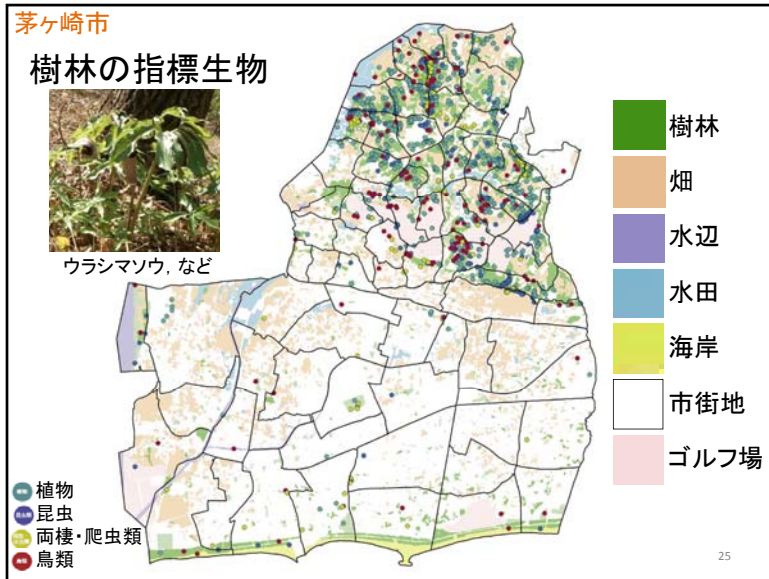 茅ヶ崎市
樹林の指標生物
ウラシマソウ, など
樹林
畑
水辺
水田
海岸
市街地
ゴルフ場
植物
昆虫
両棲・爬虫類
鳥類
25